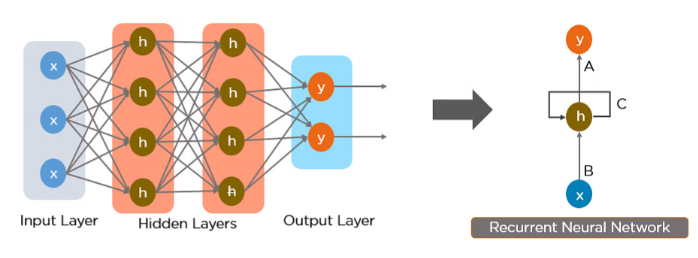 x
x
x
h
h
h
h
h
h
h
h
y
y
Input Layer
Hidden Layers
Output Layer
y
A
C
h
B
x
Recurrent Neural Network